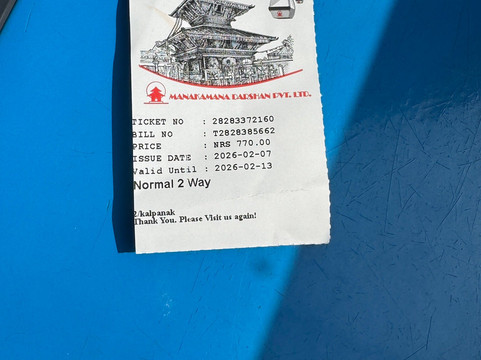 MANAKAMANA DARSHAN PVT. LTD.
TICKET NO : 28283372160
BILL NO : T2828385662
PRICE : NRS 770.00
ISSUE DATE : 2026-02-07
Valid Until : 2026-02-13
Normal 2 Way
2/kalpanak
Thank You. Please Visit us again!